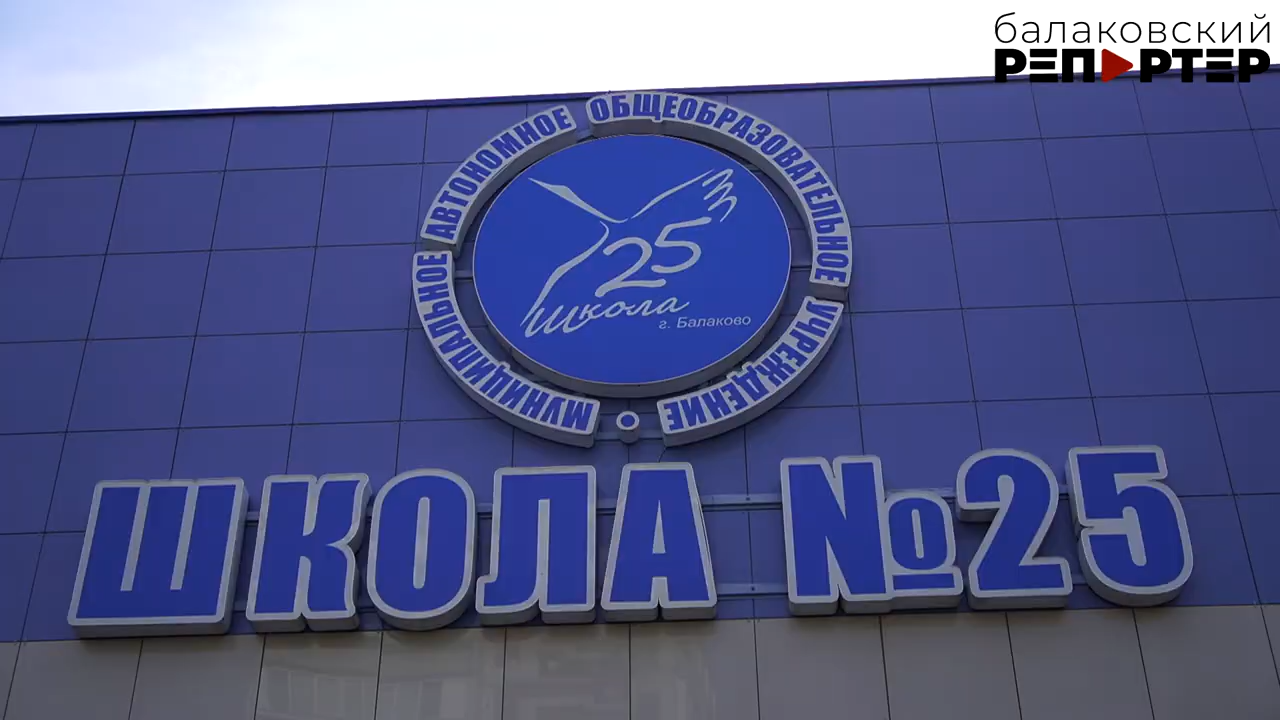 балаковский
РЕПОРТЕР
МУНИЦИПАЛЬНОЕ АВТОНОМНОЕ ОБЩЕОБРАЗОВАТЕЛЬНОЕ УЧРЕЖДЕНИЕ
25
школа
г. Балаково
ШКОЛА №25